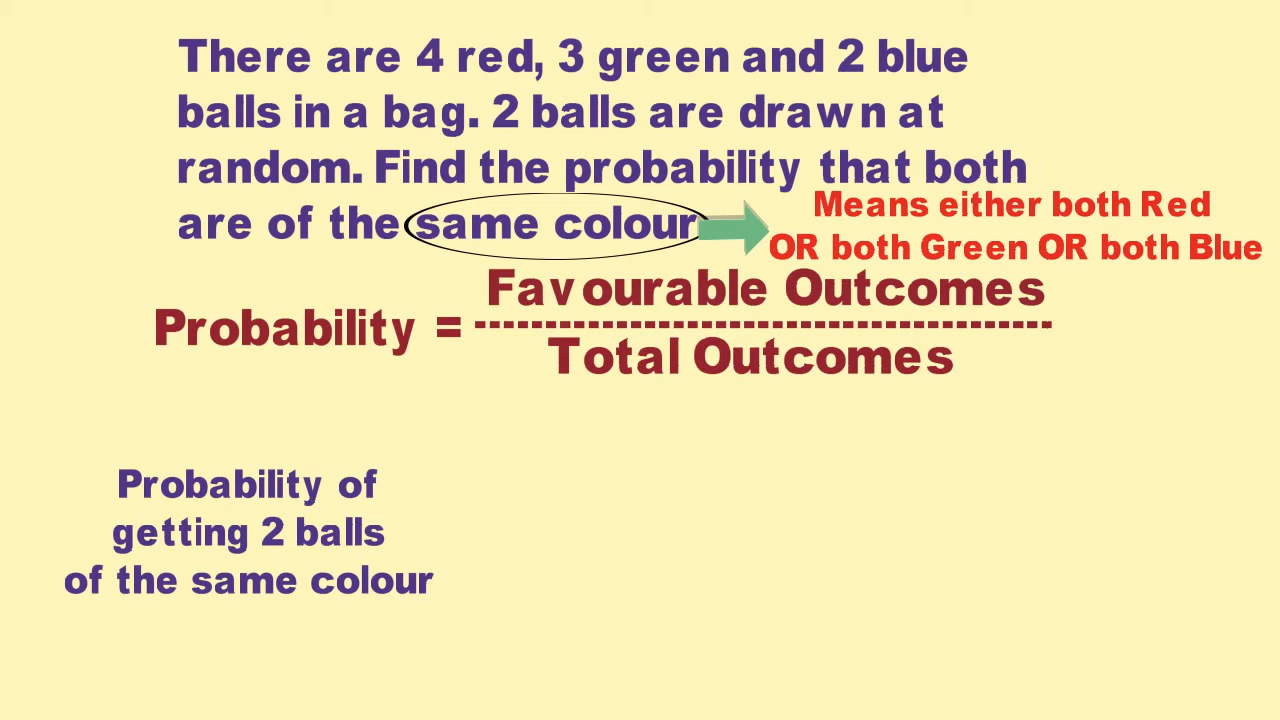 There are 4 red, 3 green and 2 blue
balls in a bag. 2 balls are drawn at
random. Find the probability that both
are of the same colour
Means either both Red
OR both Green OR both Blue
Favourable Outcomes
Probability = ------------------------------------------
Total Outcomes
Probability of
getting 2 balls
of the same colour